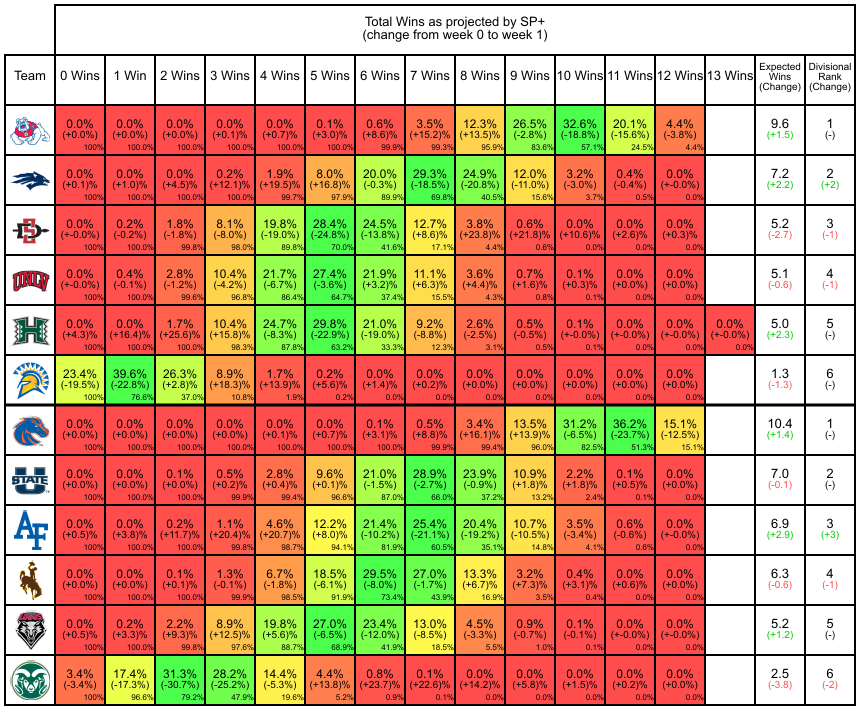 Total Wins as projected by SP+
(change from week 0 to week 1)
Team 0 Wins 1 Win 2 Wins 3 Wins 4 Wins 5 Wins 6 Wins 7 Wins 8 Wins 9 Wins 10 Wins 11 Wins 12 Wins 13 Wins Expected Wins (Change) Divisional Rank (Change)
0.0% 0.0% 0.0% 0.0% 0.0% 0.1% 0.6% 3.5% 12.3% 26.5% 32.6% 20.1% 4.4% 9.6 1
(+0.0%) (+0.0%) (+0.0%) (+0.1%) (+0.7%) (+3.0%) (+8.6%) (+15.2%) (+13.5%) (-2.8%) (-18.8%) (-15.6%) (-3.8%) (+1.5) (-)
100% 100.0% 100.0% 100.0% 100.0% 100.0% 99.9% 99.3% 95.9% 83.6% 57.1% 24.5% 4.4%
0.0% 0.0% 0.0% 0.2% 1.9% 8.0% 20.0% 29.3% 24.9% 12.0% 3.2% 0.4% 0.0% 7.2 2
(+0.1%) (+1.0%) (+4.5%) (+12.1%) (+19.5%) (+16.8%) (-0.3%) (-18.5%) (-20.8%) (-11.0%) (-3.0%) (-0.4%) (+-0.0%) (+2.2) (+2)
100% 100.0% 100.0% 100.0% 99.7% 97.9% 89.9% 69.8% 40.5% 15.6% 3.7% 0.5% 0.0%
SD
0.0% 0.2% 1.8% 8.1% 19.8% 28.4% 24.5% 12.7% 3.8% 0.6% 0.0% 0.0% 0.0% 5.2 3
(+-0.0%) (-0.2%) (-1.8%) (-8.0%) (-19.0%) (-24.8%) (-13.8%) (+8.6%) (+23.8%) (+21.8%) (+10.6%) (+2.6%) (+0.3%) (-2.7) (-1)
100% 100.0% 99.8% 98.0% 89.8% 70.0% 41.6% 17.1% 4.4% 0.6% 0.0% 0.0% 0.0%
UNLV
0.0% 0.4% 2.8% 10.4% 21.7% 27.4% 21.9% 11.1% 3.6% 0.7% 0.1% 0.0% 0.0% 5.1 4
(+-0.0%) (-0.1%) (-1.2%) (-4.2%) (-6.7%) (-3.6%) (+3.2%) (+6.3%) (+4.4%) (+1.6%) (+0.3%) (+0.0%) (+0.0%) (-0.6) (-1)
100% 100.0% 99.6% 96.8% 86.4% 64.7% 37.4% 15.5% 4.3% 0.8% 0.1% 0.0% 0.0%
H
0.0% 0.0% 1.7% 10.4% 24.7% 29.8% 21.0% 9.2% 2.6% 0.5% 0.1% 0.0% 0.0% 0.0% 5.0 5
(+4.3%) (+16.4%) (+25.6%) (+15.8%) (-8.3%) (-22.9%) (-19.0%) (-8.8%) (-2.5%) (-0.5%) (+-0.0%) (+-0.0%) (+-0.0%) (+-0.0%) (+2.3) (-)
100% 100.0% 100.0% 98.3% 87.8% 63.2% 33.3% 12.3% 3.1% 0.5% 0.1% 0.0% 0.0% 0.0%
23.4% 39.6% 26.3% 8.9% 1.7% 0.2% 0.0% 0.0% 0.0% 0.0% 0.0% 0.0% 0.0% 1.3 6
(-19.5%) (-22.8%) (+2.8%) (+18.3%) (+13.9%) (+5.6%) (+1.4%) (+0.2%) (+0.0%) (+0.0%) (+0.0%) (+0.0%) (+0.0%) (-1.3) (-)
100% 76.6% 37.0% 10.8% 1.9% 0.2% 0.0% 0.0% 0.0% 0.0% 0.0% 0.0% 0.0%
0.0% 0.0% 0.0% 0.0% 0.0% 0.0% 0.1% 0.5% 3.4% 13.5% 31.2% 36.2% 15.1% 10.4 1
(+0.0%) (+0.0%) (+0.0%) (+0.0%) (+0.1%) (+0.7%) (+3.1%) (+8.8%) (+16.1%) (+13.9%) (-6.5%) (-23.7%) (-12.5%) (+1.4) (-)
100% 100.0% 100.0% 100.0% 100.0% 100.0% 100.0% 99.9% 99.4% 96.0% 82.5% 51.3% 15.1%
U STATE
0.0% 0.0% 0.1% 0.5% 2.8% 9.6% 21.0% 28.9% 23.9% 10.9% 2.2% 0.1% 0.0% 7.0 2
(+0.0%) (+0.0%) (+0.0%) (+0.2%) (+0.4%) (+0.1%) (-1.5%) (-2.7%) (-0.9%) (+1.8%) (+1.8%) (+0.5%) (+0.0%) (-0.1) (-)
100% 100.0% 100.0% 99.9% 99.4% 96.6% 87.0% 66.0% 37.2% 13.2% 2.4% 0.1% 0.0%
AF
0.0% 0.0% 0.2% 1.1% 4.6% 12.2% 21.4% 25.4% 20.4% 10.7% 3.5% 0.6% 0.0% 6.9 3
(+0.5%) (+3.8%) (+11.7%) (+20.4%) (+20.7%) (+8.0%) (-10.2%) (-21.1%) (-19.2%) (-10.5%) (-3.4%) (-0.6%) (+-0.0%) (+2.9) (+3)
100% 100.0% 100.0% 99.8% 98.7% 94.1% 81.9% 60.5% 35.1% 14.8% 4.1% 0.6% 0.0%
0.0% 0.0% 0.1% 1.3% 6.7% 18.5% 29.5% 27.0% 13.3% 3.2% 0.4% 0.0% 0.0% 6.3 4
(+0.0%) (+0.0%) (+0.0%) (-0.1%) (-1.8%) (-6.1%) (-8.0%) (-1.7%) (+6.7%) (+7.3%) (+3.1%) (+0.6%) (+0.0%) (-0.6) (-1)
100% 100.0% 100.0% 99.9% 98.5% 91.9% 73.4% 43.9% 16.9% 3.5% 0.4% 0.0% 0.0%
0.0% 0.2% 2.2% 8.9% 19.8% 27.0% 23.4% 13.0% 4.5% 0.9% 0.1% 0.0% 0.0% 5.2 5
(+0.5%) (+3.3%) (+9.3%) (+12.5%) (+5.6%) (-6.5%) (-12.0%) (-8.5%) (-3.3%) (-0.7%) (-0.1%) (+-0.0%) (+-0.0%) (+1.2) (-)
100% 100.0% 99.8% 97.6% 88.7% 68.9% 41.9% 18.5% 5.5% 1.0% 0.1% 0.0% 0.0%
3.4% 17.4% 31.3% 28.2% 14.4% 4.4% 0.8% 0.1% 0.0% 0.0% 0.0% 0.0% 0.0% 2.5 6
(-3.4%) (-17.3%) (-30.7%) (-25.2%) (-5.3%) (+13.8%) (+23.7%) (+22.6%) (+14.2%) (+5.8%) (+1.5%) (+0.2%) (+0.0%) (-3.8) (-2)
100% 96.6% 79.2% 47.9% 19.6% 5.2% 0.9% 0.1% 0.0% 0.0% 0.0% 0.0% 0.0%